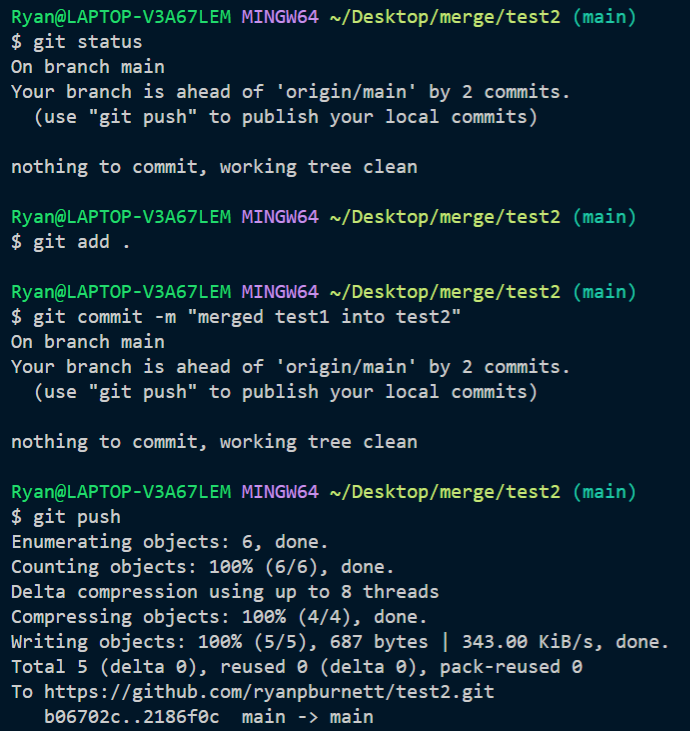 Ryan@LAPTOP-V3A67LEM MINGW64 ~/Desktop/merge/test2 (main)
$ git status
On branch main
Your branch is ahead of 'origin/main' by 2 commits.
  (use "git push" to publish your local commits)

nothing to commit, working tree clean

Ryan@LAPTOP-V3A67LEM MINGW64 ~/Desktop/merge/test2 (main)
$ git add .

Ryan@LAPTOP-V3A67LEM MINGW64 ~/Desktop/merge/test2 (main)
$ git commit -m "merged test1 into test2"
On branch main
Your branch is ahead of 'origin/main' by 2 commits.
  (use "git push" to publish your local commits)

nothing to commit, working tree clean

Ryan@LAPTOP-V3A67LEM MINGW64 ~/Desktop/merge/test2 (main)
$ git push
Enumerating objects: 6, done.
Counting objects: 100% (6/6), done.
Delta compression using up to 8 threads
Compressing objects: 100% (4/4), done.
Writing objects: 100% (5/5), 687 bytes | 343.00 KiB/s, done.
Total 5 (delta 0), reused 0 (delta 0), pack-reused 0
To https://github.com/ryanpburnett/test2.git
   b06702c..2186f0c  main -> main